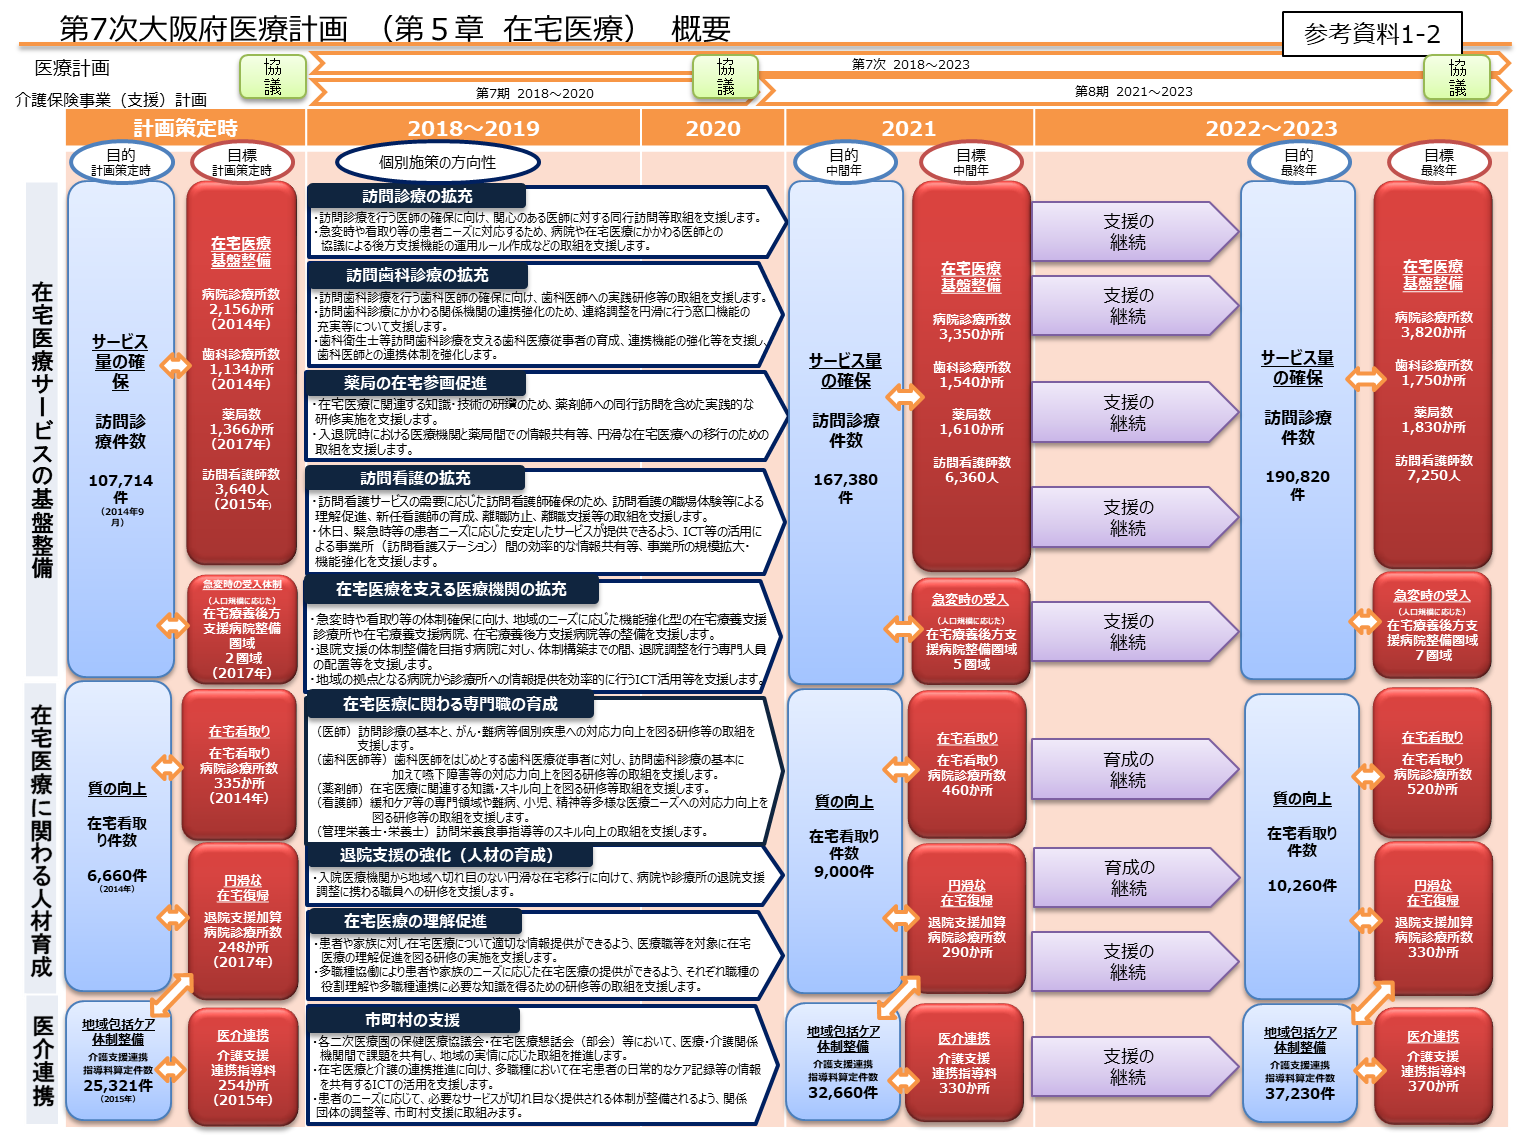 第7次大阪府医療計画　（第５章　在宅医療）　概要
参考資料1-2
医療計画
協議
第7次 2018～2023
協議
協議
介護保険事業（支援）計画
第7期 2018～2020
第8期 2021～2023
計画策定時
2018～2019
2020
2021
2022～2023
目的
計画策定時
目標
計画策定時
個別施策の方向性
目的
中間年
目標
中間年
目的
最終年
目標
最終年
在宅医療サービスの基盤整備
サービス
量の確
保
訪問診
療件数
107,714
件
（2014年9
月）
在宅医療
基盤整備
病院診療所数
2,156か所
（2014年）
歯科診療所数
1,134か所
（2014年）
薬局数
1,366か所
（2017年）
訪問看護師数
3,640人
（2015年）
急変時の受入体制
（人口規模に応じた）
在宅療養後方
支援病院整備
圏域
２圏域
（2017年）
訪問診療の拡充
・訪問診療を行う医師の確保に向け、関心のある医師に対する同行訪問等取組を支援します。
・急変時や看取り等の患者ニーズに対応するため、病院や在宅医療にかかわる医師との
協議による後方支援機能の運用ルール作成などの取組を支援します。
訪問歯科診療の拡充
・訪問歯科診療を行う歯科医師の確保に向け、歯科医師への実践研修等の取組を支援します。
・訪問歯科診療にかかわる関係機関の連携強化のため、連絡調整を円滑に行う窓口機能の
充実等について支援します。
・歯科衛生士等訪問歯科診療を支える歯科医療従事者の育成、連携機能の強化等を支援し、
歯科医師との連携体制を強化します。
薬局の在宅参画促進
・在宅医療に関連する知識・技術の研鑽のため、薬剤師への同行訪問を含めた実践的な
研修実施を支援します。
・入退院時における医療機関と薬局間での情報共有等、円滑な在宅医療への移行のための
取組を支援します。
訪問看護の拡充
・訪問看護サービスの需要に応じた訪問看護師確保のため、訪問看護の職場体験等による
理解促進、新任看護師の育成、離職防止、離職支援等の取組を支援します。
・休日、緊急時等の患者ニーズに応じた安定したサービスが提供できるよう、ICT等の活用に
よる事業所（訪問看護ステーション）間の効率的な情報共有等、事業所の規模拡大・
機能強化を支援します。
在宅医療を支える医療機関の拡充
・急変時や看取り等の体制確保に向け、地域のニーズに応じた機能強化型の在宅療養支援
診療所や在宅療養支援病院、在宅療養後方支援病院等の整備を支援します。
・退院支援の体制整備を目指す病院に対し、体制構築までの間、退院調整を行う専門人員
の配置等を支援します。
・地域の拠点となる病院から診療所への情報提供を効率的に行うICT活用等を支援します。
サービス量
の確保
訪問診療
件数
167,380
件
在宅医療
基盤整備
病院診療所数
3,350か所
歯科診療所数
1,540か所
薬局数
1,610か所
訪問看護師数
6,360人
急変時の受入
（人口規模に応じた）
在宅療養後方支
援病院整備圏域
５圏域
支援の
継続
支援の
継続
支援の
継続
支援の
継続
支援の
継続
サービス量
の確保
訪問診療
件数
190,820
件
在宅医療
基盤整備
病院診療所数
3,820か所
歯科診療所数
1,750か所
薬局数
1,830か所
訪問看護師数
7,250人
急変時の受入
（人口規模に応じた）
在宅療養後方支
援病院整備圏域
７圏域
在宅医療に関わる人材育成
質の向上
在宅看取
り件数
6,660件
（2014年）
在宅看取り
在宅看取り
病院診療所数
335か所
（2014年）
円滑な
在宅復帰
退院支援加算
病院診療所数
248か所
（2017年）
在宅医療に関わる専門職の育成
（医師）訪問診療の基本と、がん・難病等個別疾患への対応力向上を図る研修等の取組を
支援します。
（歯科医師等）歯科医師をはじめとする歯科医療従事者に対し、訪問歯科診療の基本に
加えて嚥下障害等の対応力向上を図る研修等の取組を支援します。
（薬剤師）在宅医療に関連する知識・スキル向上を図る研修等取組を支援します。
（看護師）緩和ケア等の専門領域や難病、小児、精神等多様な医療ニーズへの対応力向上を
図る研修等の取組を支援します。
（管理栄養士・栄養士）訪問栄養食事指導等のスキル向上の取組を支援します。
退院支援の強化（人材の育成）
・入院医療機関から地域へ切れ目のない円滑な在宅移行に向けて、病院や診療所の退院支援
調整に携わる職員への研修を支援します。
在宅医療の理解促進
・患者や家族に対し在宅医療について適切な情報提供ができるよう、医療職等を対象に在宅
医療の理解促進を図る研修の実施を支援します。
・多職種協働により患者や家族のニーズに応じた在宅医療の提供ができるよう、それぞれ職種の
役割理解や多職種連携に必要な知識を得るための研修等の取組を支援します。
質の向上
在宅看取り
件数
9,000件
在宅看取り
在宅看取り
病院診療所数
460か所
円滑な
在宅復帰
退院支援加算
病院診療所数
290か所
育成の
継続
育成の
継続
支援の
継続
質の向上
在宅看取り
件数
10,260件
在宅看取り
在宅看取り
病院診療所数
520か所
円滑な
在宅復帰
退院支援加算
病院診療所数
330か所
医介連携
地域包括ケア
体制整備
介護支援連携
指導料算定件数
25,321件
（2015年）
医介連携
介護支援
連携指導料
254か所
（2015年）
市町村の支援
・各二次医療圏の保健医療協議会・在宅医療懇話会（部会）等において、医療・介護関係
機関間で課題を共有し、地域の実情に応じた取組を推進します。
・在宅医療と介護の連携推進に向け、多職種において在宅患者の日常的なケア記録等の情報
を共有するICTの活用を支援します。
・患者のニーズに応じて、必要なサービスが切れ目なく提供される体制が整備されるよう、関係
団体の調整等、市町村支援に取組みます。
地域包括ケア
体制整備
介護支援連携
指導料算定件数
32,660件
医介連携
介護支援
連携指導料
330か所
支援の
継続
地域包括ケア
体制整備
介護支援連携
指導料算定件数
37,230件
医介連携
介護支援
連携指導料
370か所